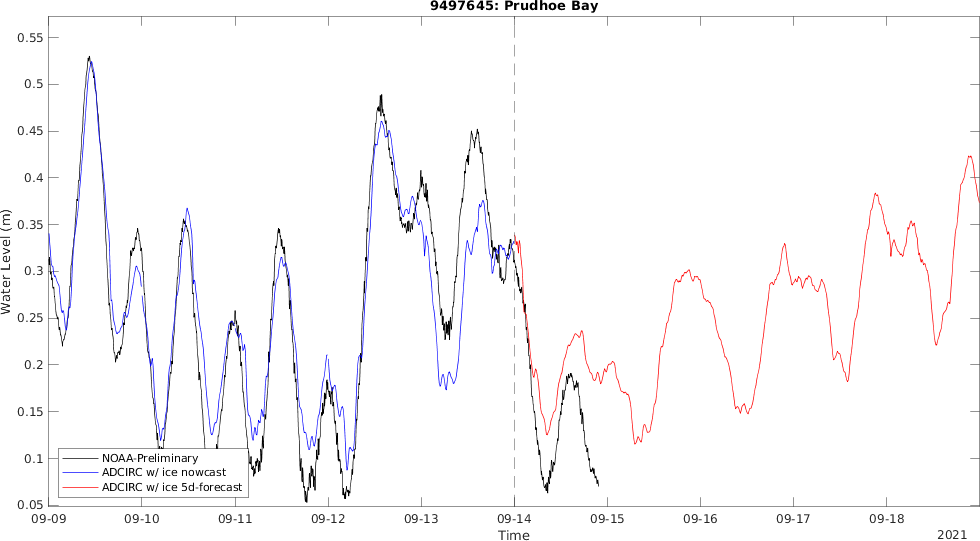 9497645: Prudhoe Bay
Water Level (m)
0.55
0.5
0.45
0.4
0.35
0.3
0.25
0.2
0.15
0.1
0.05
NOAA-Preliminary
ADCIRC w/ ice nowcast
ADCIRC w/ ice 5d-forecast
09-09 09-10 09-11 09-12 09-13 09-14 09-15 09-16 09-17 09-18
Time
2021